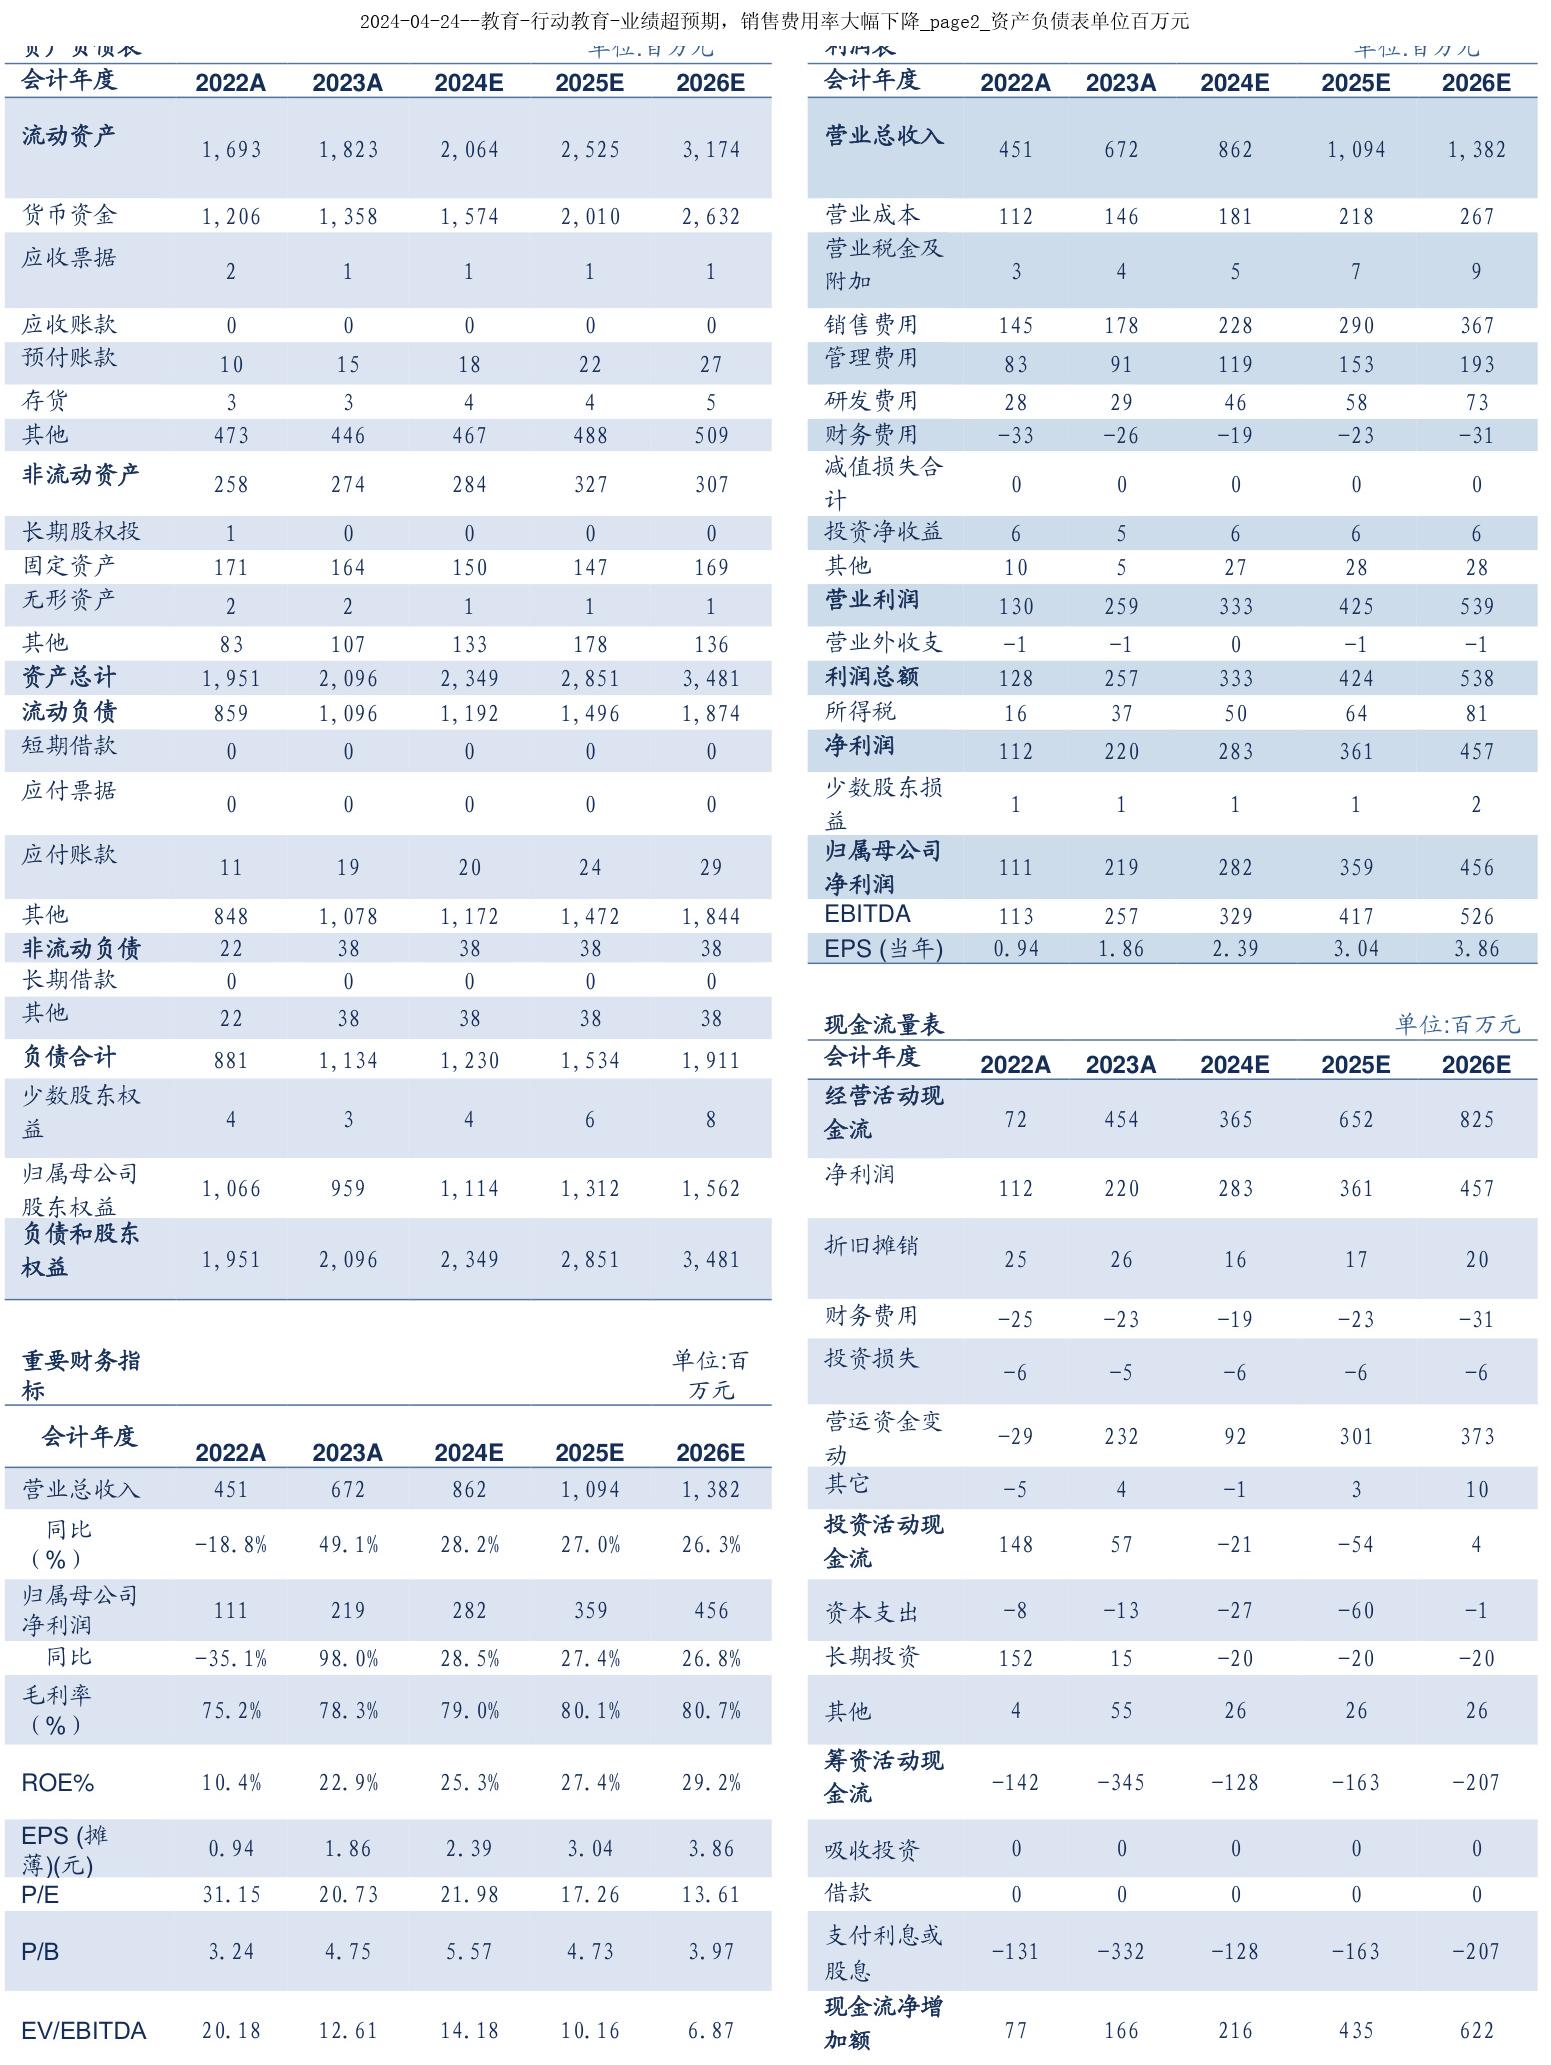 2024-04-24--教育-行动教育-业绩超预期，销售费用率大幅下降_page2_资产负债表单位百万元
资产负债表 单位:百万元
会计年度 2022A 2023A 2024E 2025E 2026E
流动资产 1,693 1,823 2,064 2,525 3,174
货币资金 1,206 1,358 1,574 2,010 2,632
应收票据 2 1 1 1 1
应收账款 0 0 0 0 0
预付账款 10 15 18 22 27
存货 3 3 4 4 5
其他 473 446 467 488 509
非流动资产 258 274 284 327 307
长期股权投 1 0 0 0 0
固定资产 171 164 150 147 169
无形资产 2 2 1 1 1
其他 83 107 133 178 136
资产总计 1,951 2,096 2,349 2,851 3,481
流动负债 859 1,096 1,192 1,496 1,874
短期借款 0 0 0 0 0
应付票据 0 0 0 0 0
应付账款 11 19 20 24 29
其他 848 1,078 1,172 1,472 1,844
非流动负债 22 38 38 38 38
长期借款 0 0 0 0 0
其他 22 38 38 38 38
负债合计 881 1,134 1,230 1,534 1,911
少数股东权
益 4 3 4 6 8
归属母公司
股东权益 1,066 959 1,114 1,312 1,562
负债和股东
权益 1,951 2,096 2,349 2,851 3,481
重要财务指 单位:百
标 万元
会计年度 2022A 2023A 2024E 2025E 2026E
营业总收入 451 672 862 1,094 1,382
同比
（%） -18.8% 49.1% 28.2% 27.0% 26.3%
归属母公司
净利润 111 219 282 359 456
同比 -35.1% 98.0% 28.5% 27.4% 26.8%
毛利率
（%） 75.2% 78.3% 79.0% 80.1% 80.7%
ROE% 10.4% 22.9% 25.3% 27.4% 29.2%
EPS (摊
薄)(元) 0.94 1.86 2.39 3.04 3.86
P/E 31.15 20.73 21.98 17.26 13.61
P/B 3.24 4.75 5.57 4.73 3.97
EV/EBITDA 20.18 12.61 14.18 10.16 6.87
利润表 单位:百万元
会计年度 2022A 2023A 2024E 2025E 2026E
营业总收入 451 672 862 1,094 1,382
营业成本 112 146 181 218 267
营业税金及
附加 3 4 5 7 9
销售费用 145 178 228 290 367
管理费用 83 91 119 153 193
研发费用 28 29 46 58 73
财务费用 -33 -26 -19 -23 -31
减值损失合
计 0 0 0 0 0
投资净收益 6 5 6 6 6
其他 10 5 27 28 28
营业利润 130 259 333 425 539
营业外收支 -1 -1 0 -1 -1
利润总额 128 257 333 424 538
所得税 16 37 50 64 81
净利润 112 220 283 361 457
少数股东损
益 1 1 1 1 2
归属母公司
净利润 111 219 282 359 456
EBITDA 113 257 329 417 526
EPS (当年) 0.94 1.86 2.39 3.04 3.86
现金流量表 单位:百万元
会计年度 2022A 2023A 2024E 2025E 2026E
经营活动现
金流 72 454 365 652 825
净利润 112 220 283 361 457
折旧摊销 25 26 16 17 20
财务费用 -25 -23 -19 -23 -31
投资损失 -6 -5 -6 -6 -6
营运资金变
动 -29 232 92 301 373
其它 -5 4 -1 3 10
投资活动现
金流 148 57 -21 -54 4
资本支出 -8 -13 -27 -60 -1
长期投资 152 15 -20 -20 -20
其他 4 55 26 26 26
筹资活动现
金流 -142 -345 -128 -163 -207
吸收投资 0 0 0 0 0
借款 0 0 0 0 0
支付利息或
股息 -131 -332 -128 -163 -207
现金流净增
加额 77 166 216 435 622